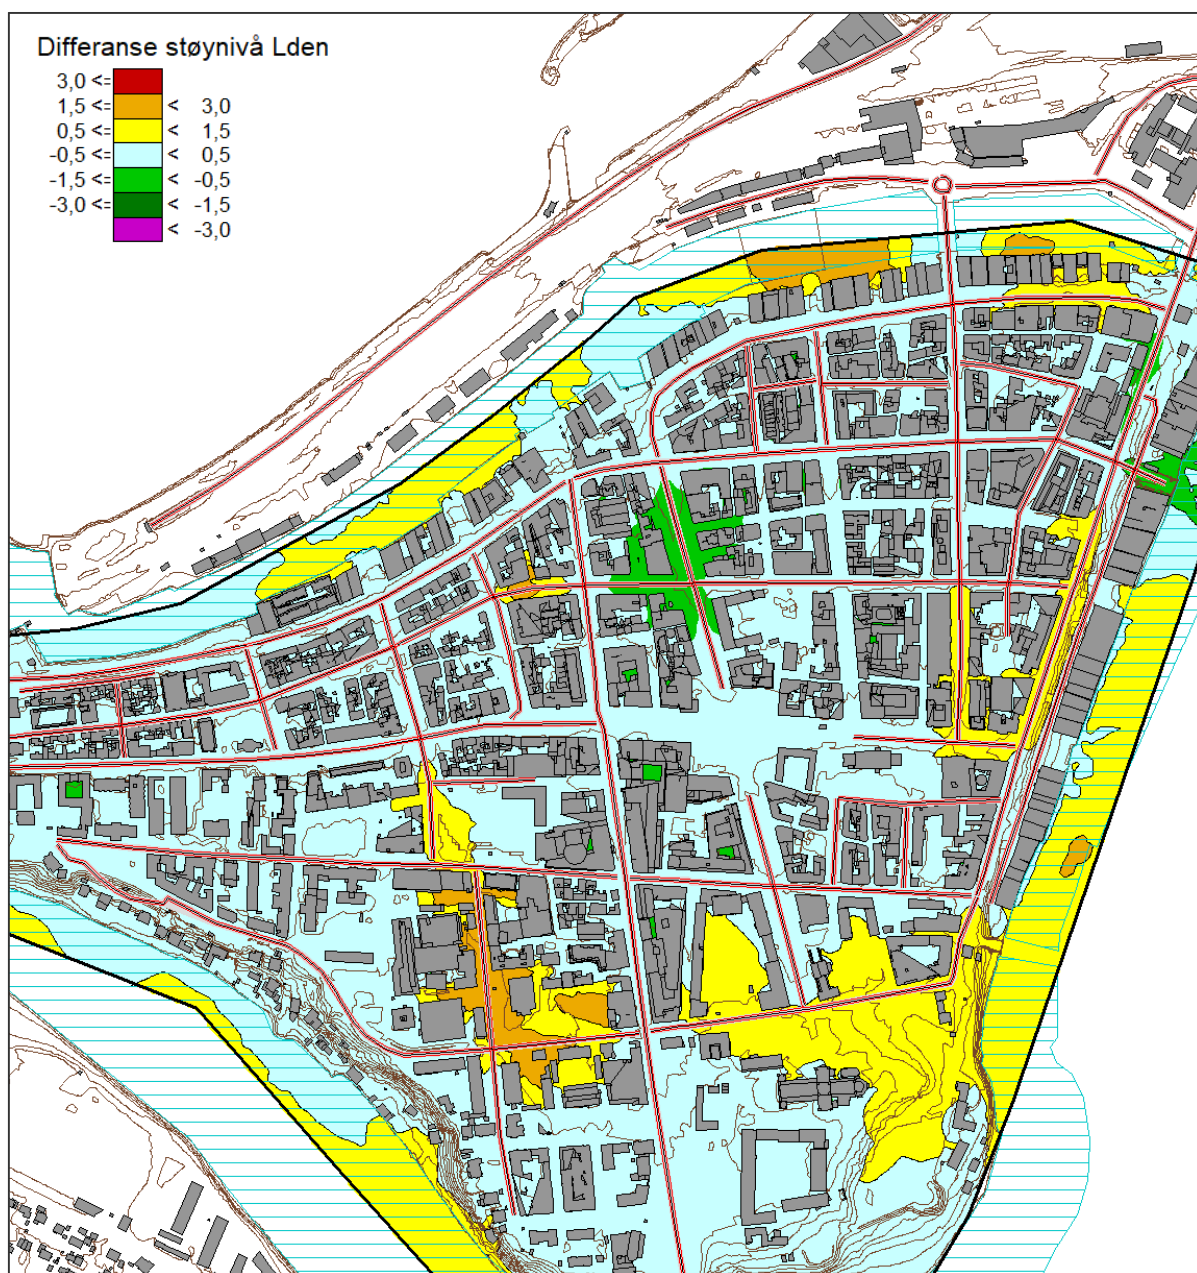 Differanse støynivå Lden
3,0 <=
1,5 <= < 3,0
0,5 <= < 1,5
-0,5 <= < 0,5
-1,5 <= < -0,5
-3,0 <= < -1,5
< -3,0